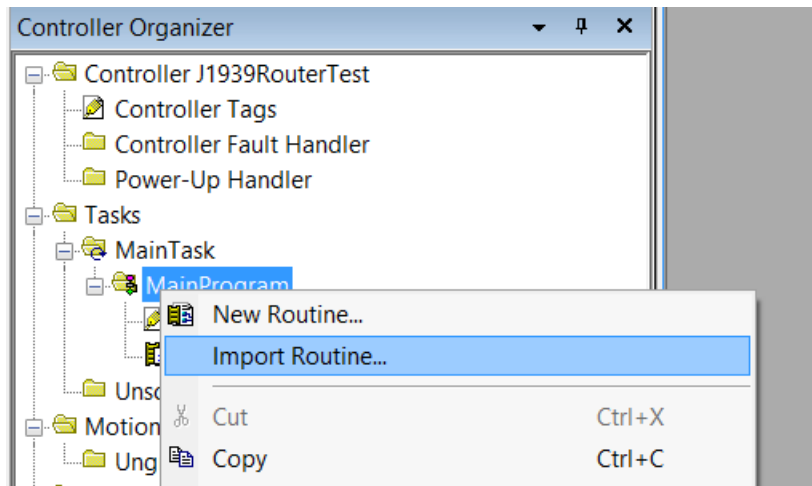 Controller Organizer
Controller J1939RouterTest
Controller Tags
Controller Fault Handler
Power-Up Handler
Tasks
MainTask
MainProgram
New Routine...
Import Routine...
Cut Ctrl+X
Copy Ctrl+C
Motion